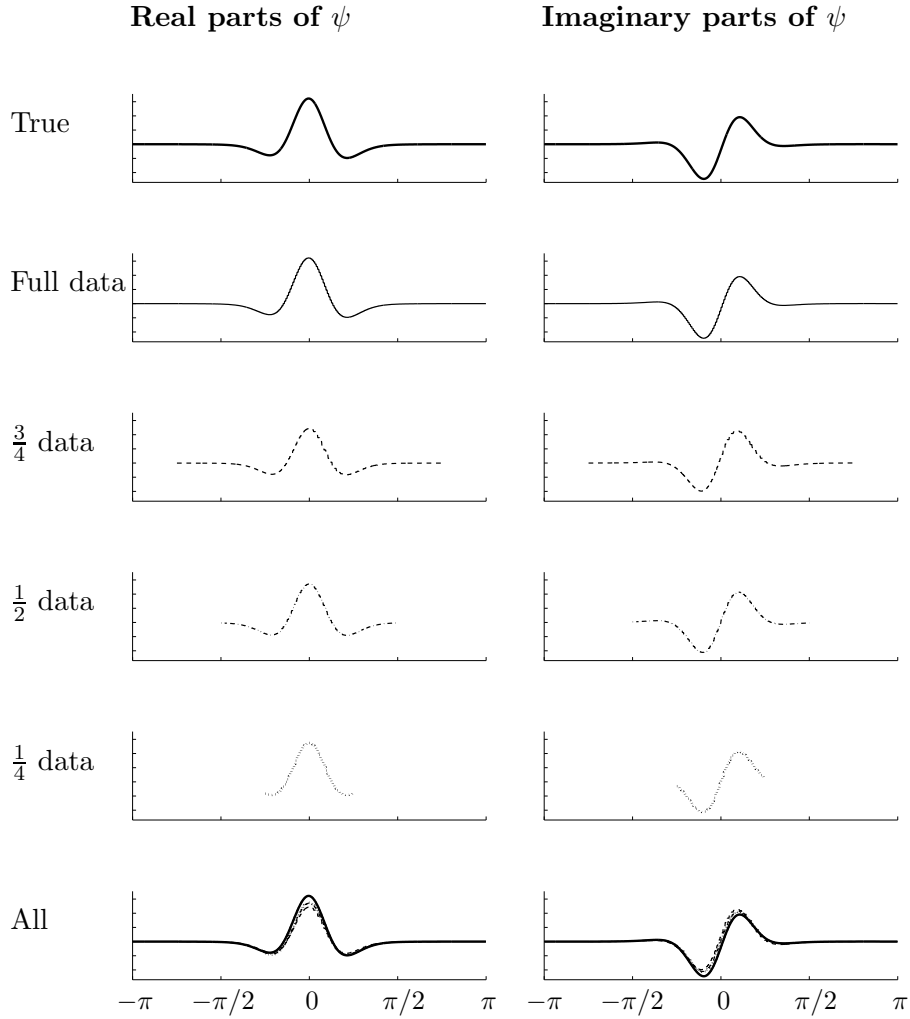 Real parts of ψ Imaginary parts of ψ
True
Full data
3/4 data
1/2 data
1/4 data
All
−π −π/2 0 π/2 π −π −π/2 0 π/2 π